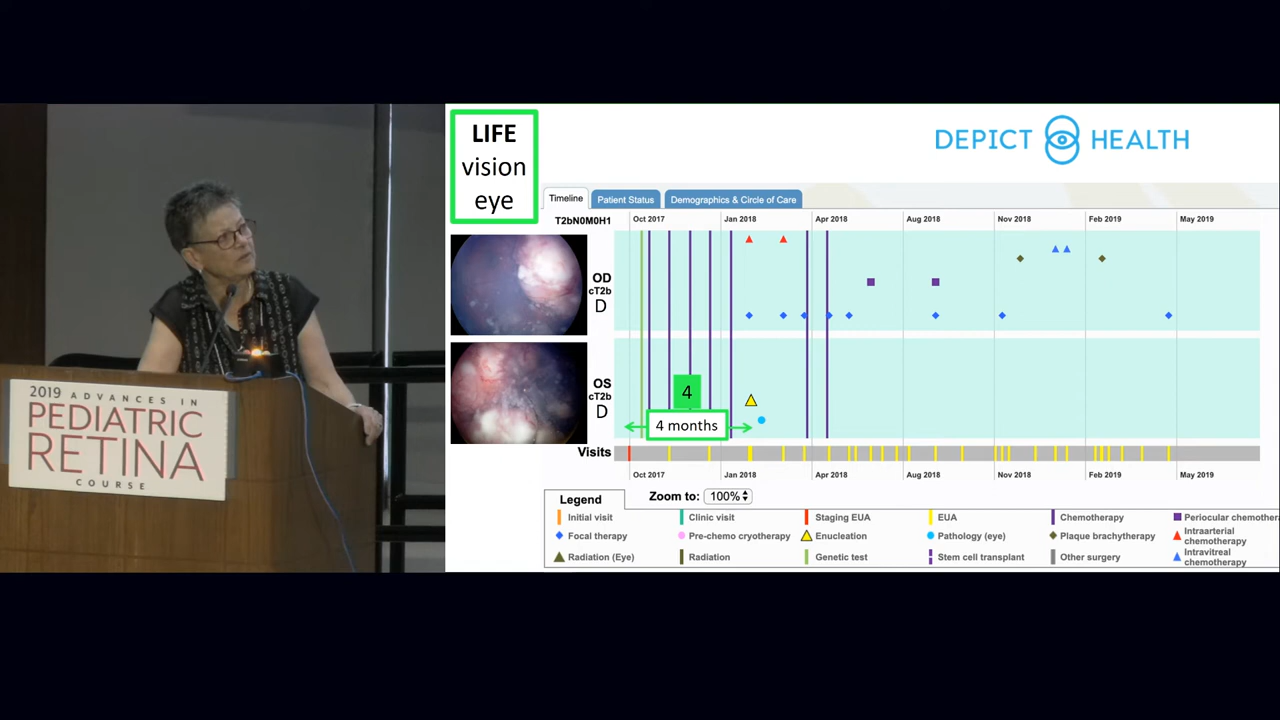 LIFE
vision
eye
DEPICT HEALTH
Timeline
Patient Status
Demographics & Circle of Care
T2bN0M0H1
Oct 2017
Jan 2018
Apr 2018
Aug 2018
Nov 2018
Feb 2019
May 2019
OD
cT2b
D
OS
cT2b
D
4
4 months
Visits
Oct 2017
Jan 2018
Apr 2018
Aug 2018
Nov 2018
Feb 2019
May 2019
Legend
Zoom to: 100%
Initial visit
Clinic visit
Staging EUA
EUA
Chemotherapy
Periocular chemother
Focal therapy
Pre-chemo cryotherapy
Enucleation
Pathology (eye)
Plaque brachytherapy
Intraarterial
chemotherapy
Radiation (Eye)
Radiation
Genetic test
Stem cell transplant
Other surgery
Intravitreal
chemotherapy
2019 ADVANCES IN
PEDIATRIC
RETINA
COURSE